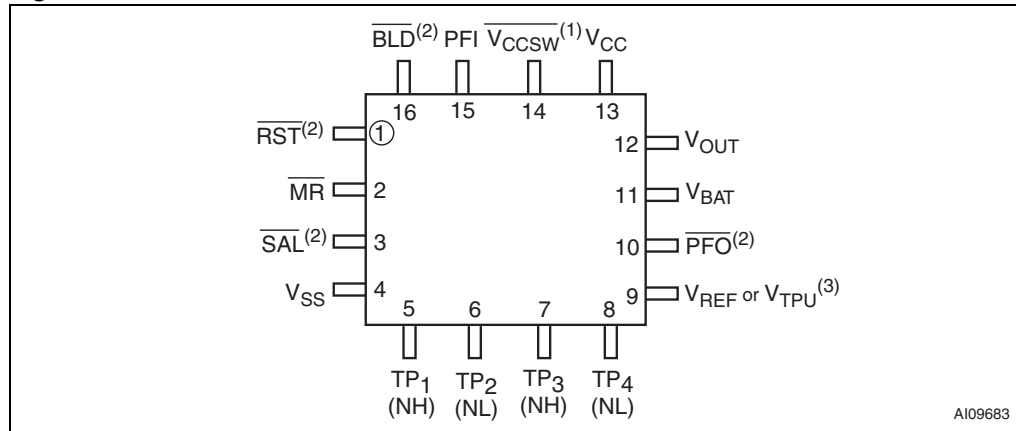 BLD(2) PFI VCCSW(1) VCC
16 15 14 13
RST(2) 1 12 VOUT
MR 2 11 VBAT
SAL(2) 3 10 PFO(2)
VSS 4 9 VREF or VTPU(3)
5 6 7 8
TP1 TP2 TP3 TP4
(NH) (NL) (NH) (NL)
AI09683